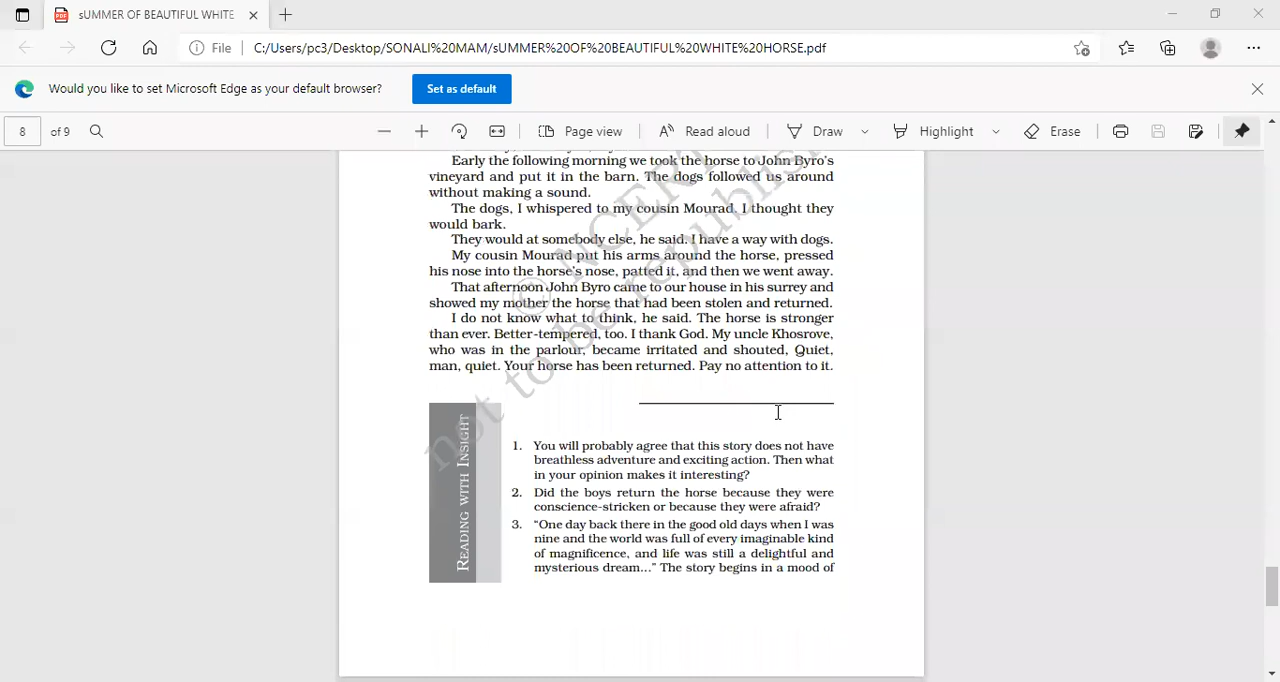 sUMMER OF BEAUTIFUL WHITE
File C:/Users/pc3/Desktop/SONALI%20MAM/sUMMER%20OF%20BEAUTIFUL%20WHITE%20HORSE.pdf
Would you like to set Microsoft Edge as your default browser? Set as default
8 of 9 Page view Read aloud Draw Highlight Erase
Early the following morning we took the horse to John Byro's
vineyard and put it in the barn. The dogs followed us around
without making a sound.
The dogs, I whispered to my cousin Mourad. I thought they
would bark.
They would at somebody else, he said. I have a way with dogs.
My cousin Mourad put his arms around the horse, pressed
his nose into the horse's nose, patted it, and then we went away.
That afternoon John Byro came to our house in his surrey and
showed my mother the horse that had been stolen and returned.
I do not know what to think, he said. The horse is stronger
than ever. Better-tempered, too. I thank God. My uncle Khosrove,
who was in the parlour, became irritated and shouted, Quiet,
man, quiet. Your horse has been returned. Pay no attention to it.
© NCERT
not to be republis
READING WITH INSIGHT
1. You will probably agree that this story does not have
breathless adventure and exciting action. Then what
in your opinion makes it interesting?
2. Did the boys return the horse because they were
conscience-stricken or because they were afraid?
3. “One day back there in the good old days when I was
nine and the world was full of every imaginable kind
of magnificence, and life was still a delightful and
mysterious dream...” The story begins in a mood of